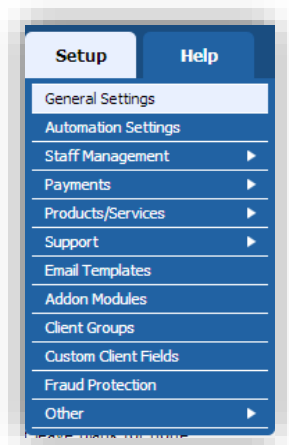 Setup Help
General Settings
Automation Settings
Staff Management
Payments
Products/Services
Support
Email Templates
Addon Modules
Client Groups
Custom Client Fields
Fraud Protection
Other